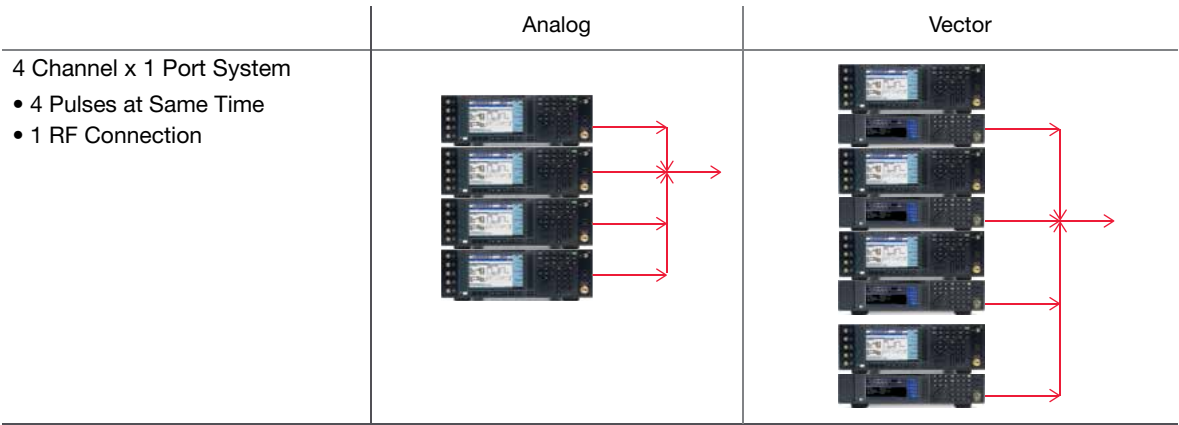 Analog
Vector
4 Channel x 1 Port System
• 4 Pulses at Same Time
• 1 RF Connection